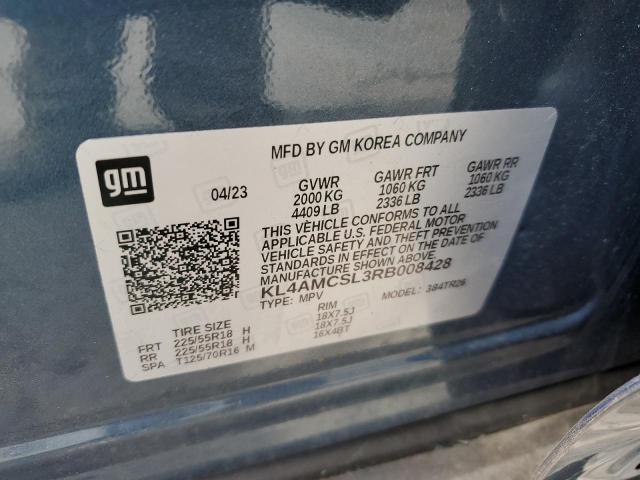 MFD BY GM KOREA COMPANY
gm
04/23 GVWR GAWR FRT GAWR RR
2000 KG 1060 KG 1060 KG
4409 LB 2336 LB 2336 LB
THIS VEHICLE CONFORMS TO ALL
APPLICABLE U.S. FEDERAL MOTOR
VEHICLE SAFETY AND THEFT PREVENTION
STANDARDS IN EFFECT ON THE DATE OF
MANUFACTURE SHOWN ABOVE.
KL4AMCSL3RB008428
TYPE: MPV MODEL: 384TR26
TIRE SIZE RIM
FRT 225/55R18 H 18X7.5J
RR 225/55R18 H 18X7.5J
SPA T125/70R16 M 16X4BT